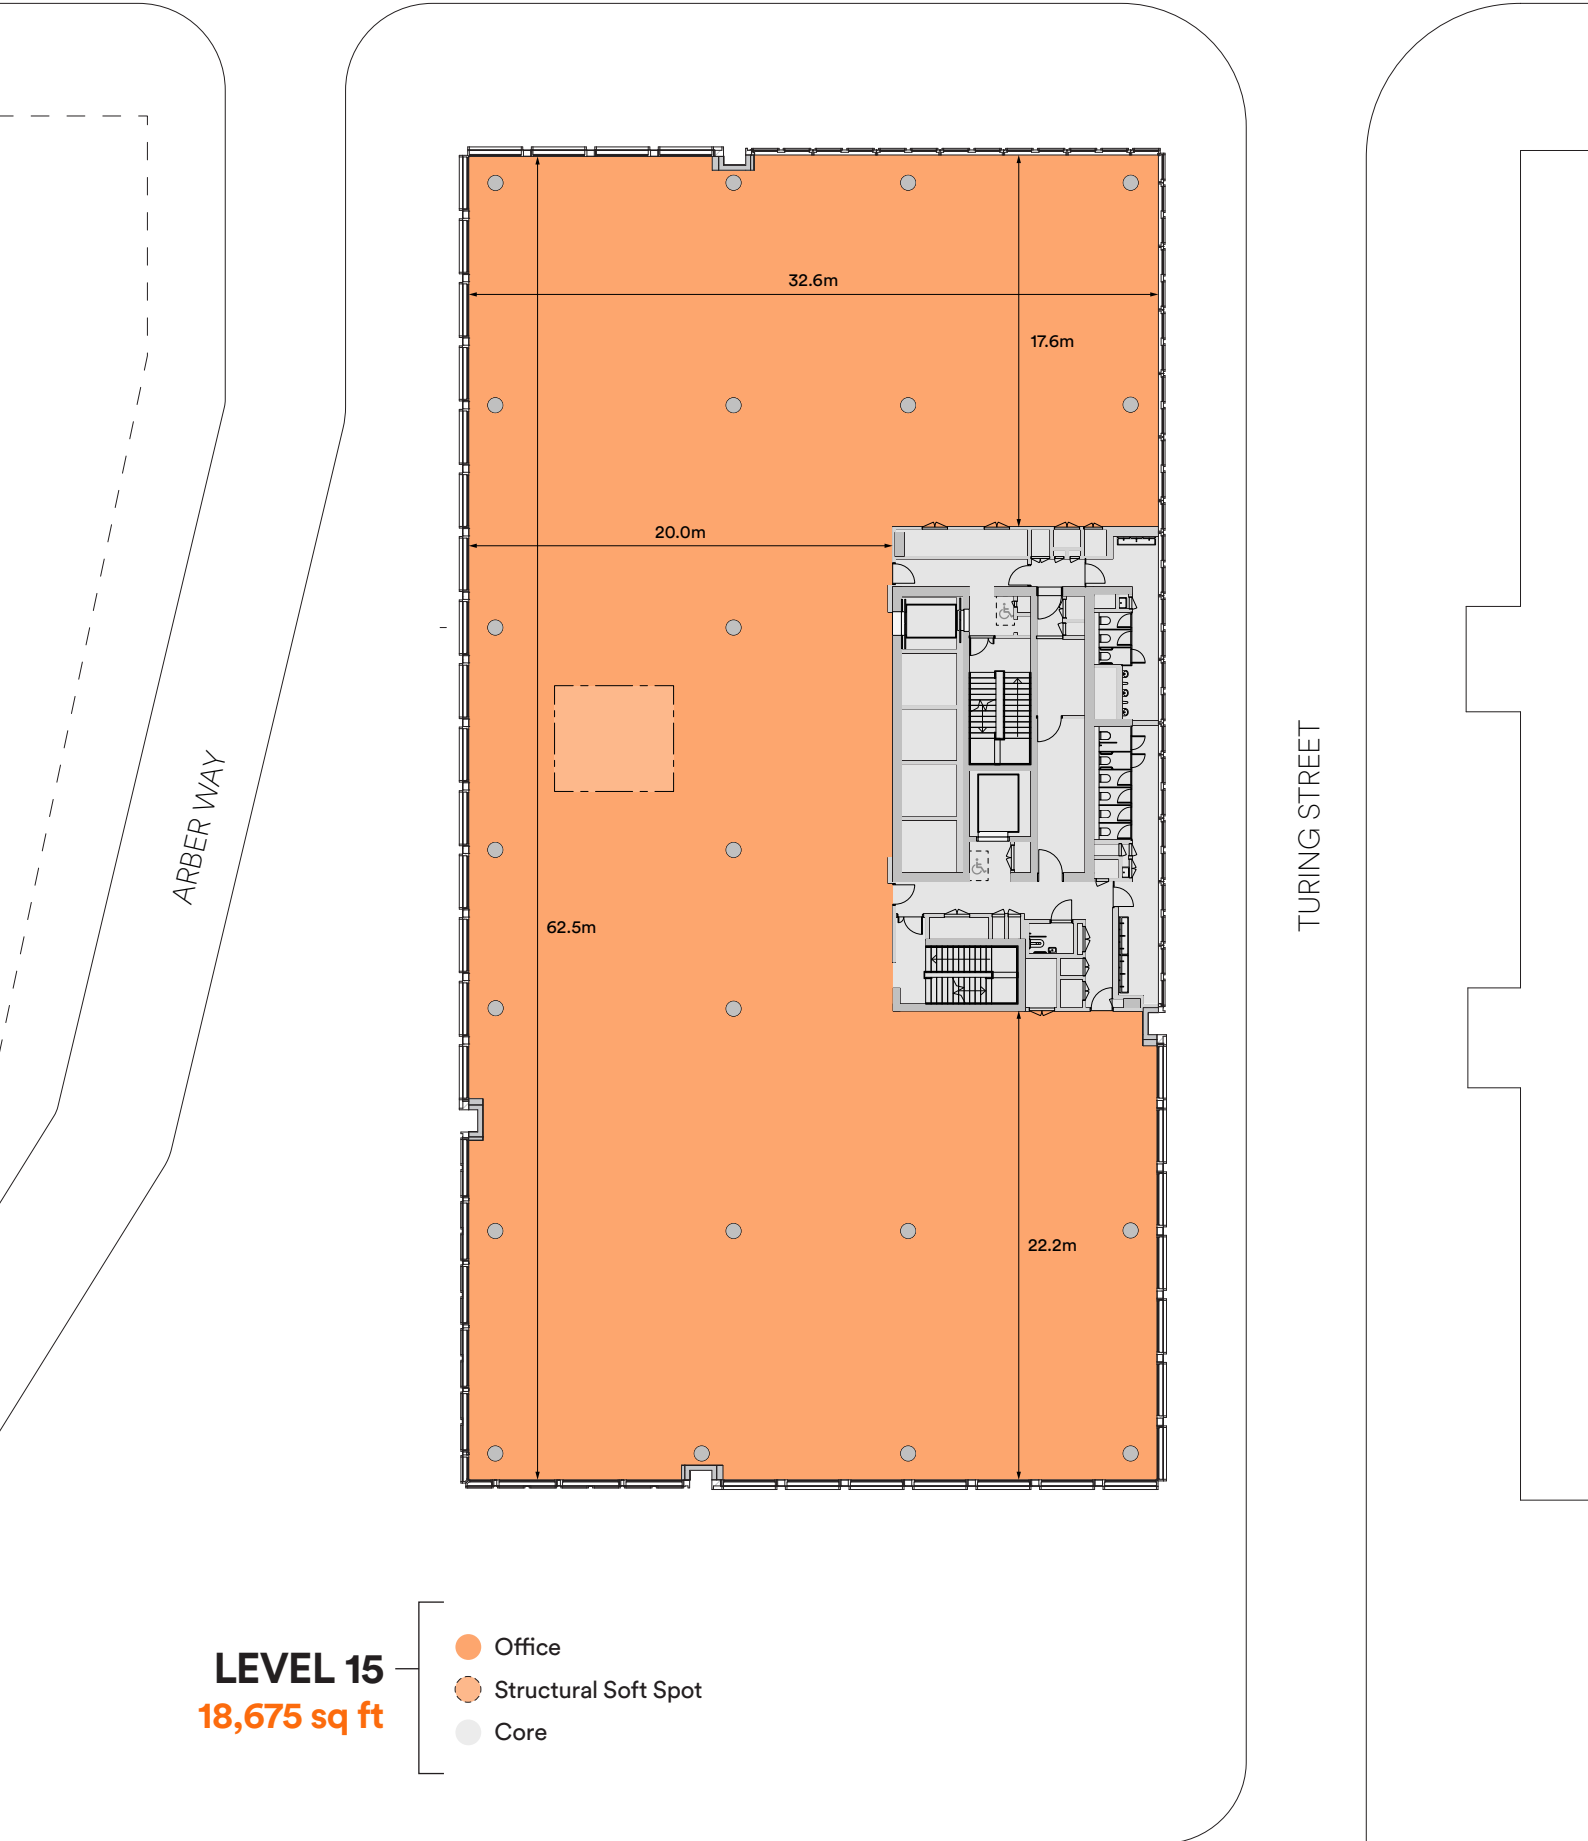 32.6m
17.6m
20.0m
ARBER WAY
TURING STREET
62.5m
22.2m
LEVEL 15
18,675 sq ft
Office
Structural Soft Spot
Core